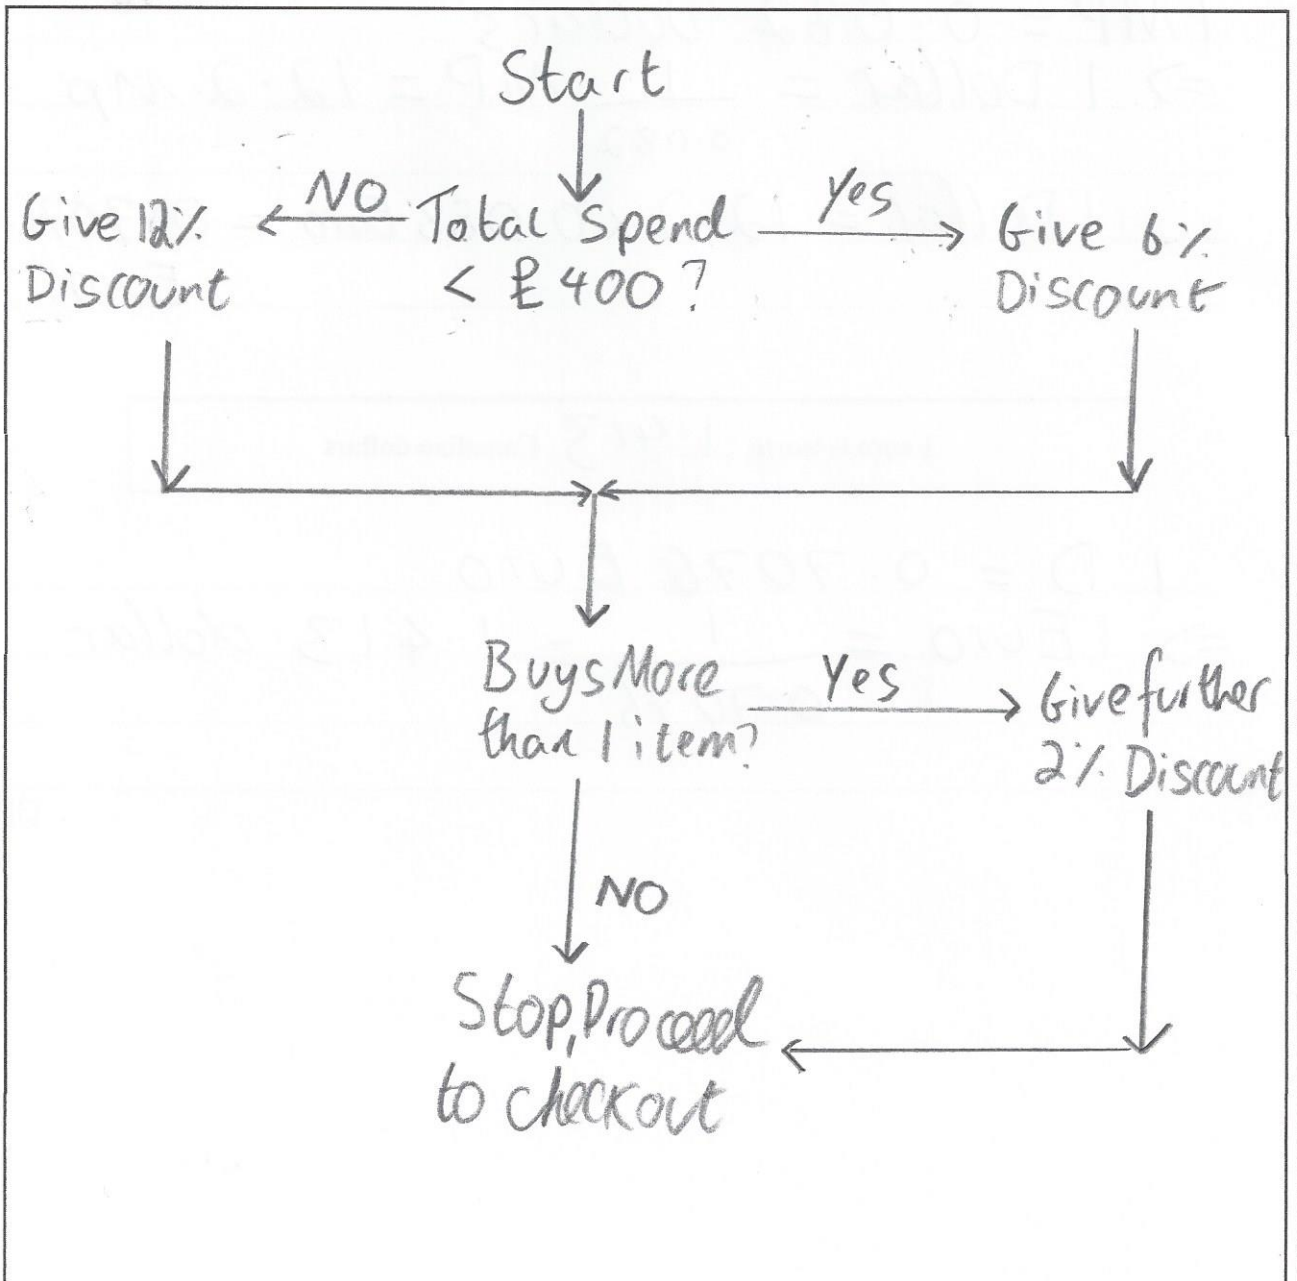 Start
NO
Yes
Give 12%
Discount
Total Spend
< £400?
Give 6%
Discount
Buys More
than 1 item?
Yes
Give further
2% Discount
NO
Stop, Proceed
to checkout